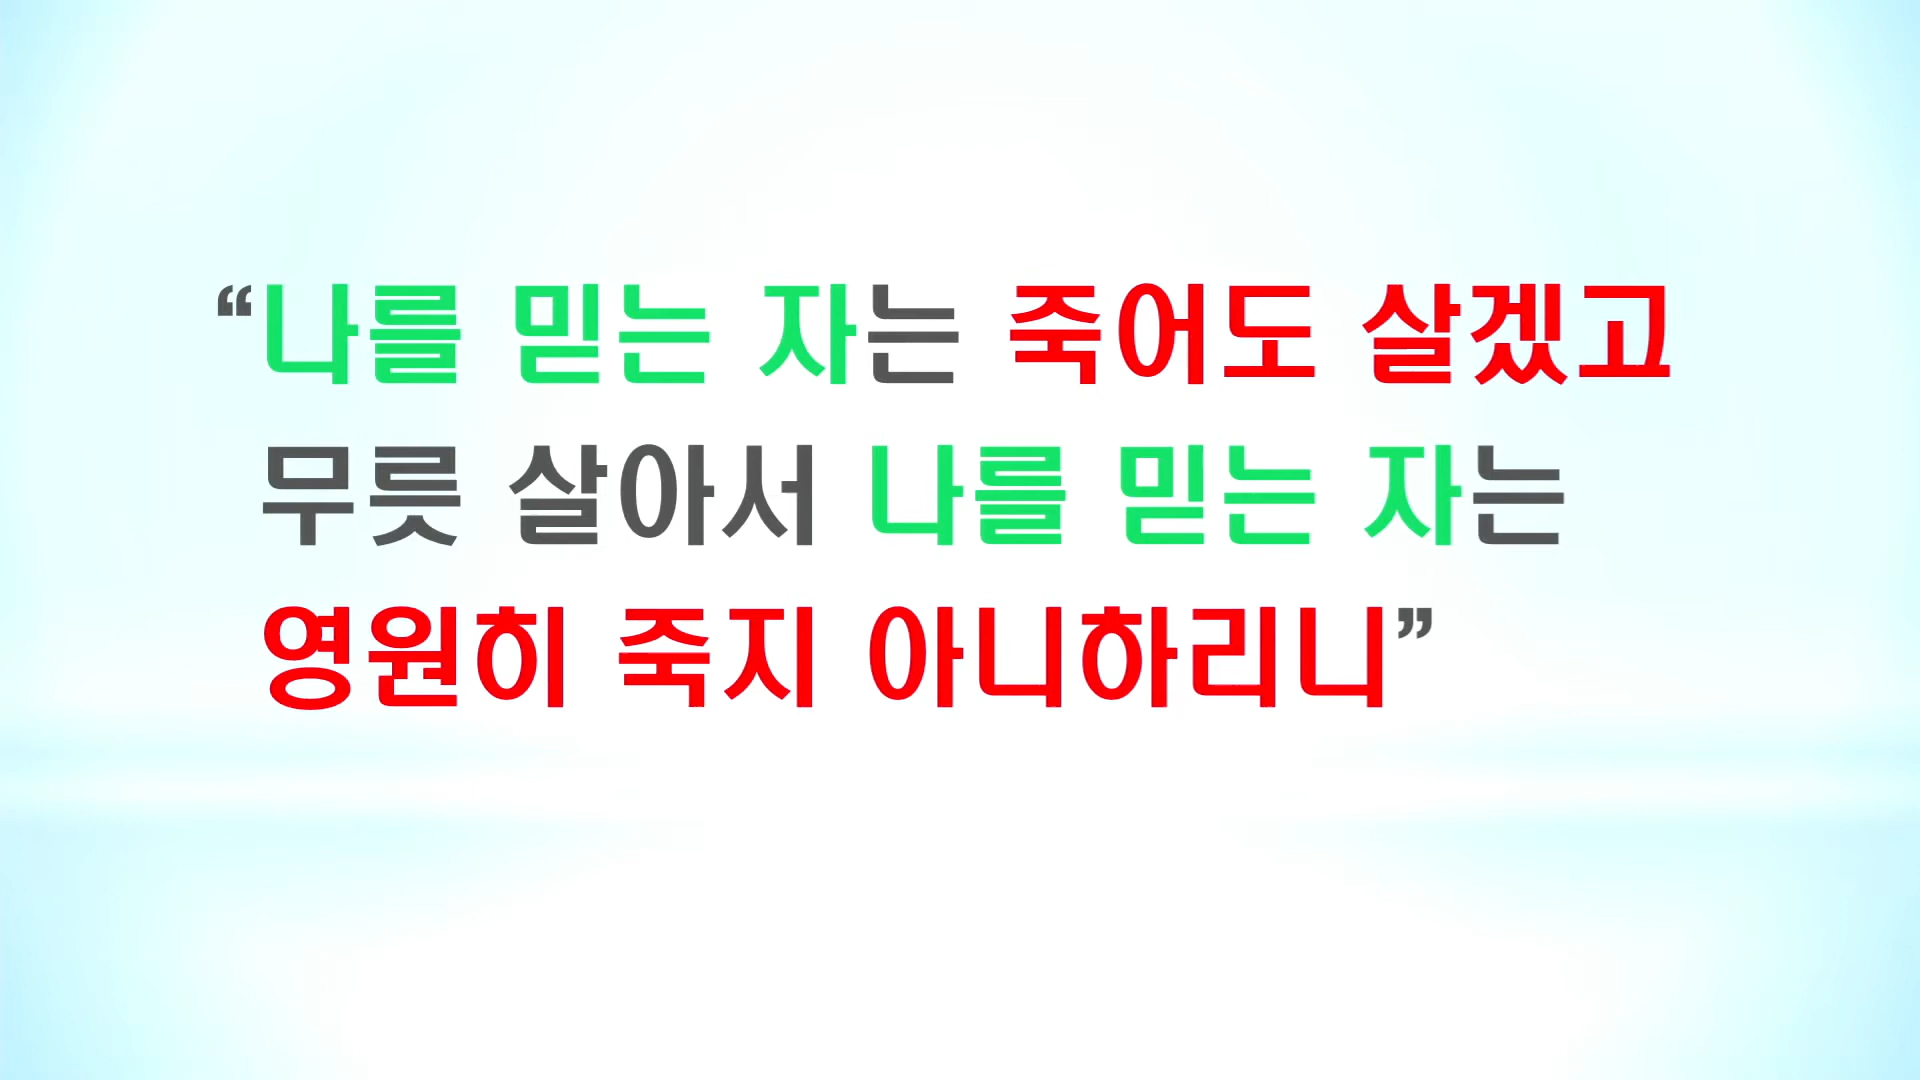 “나를 믿는 자는 죽어도 살겠고
무릇 살아서 나를 믿는 자는
영원히 죽지 아니하리니”